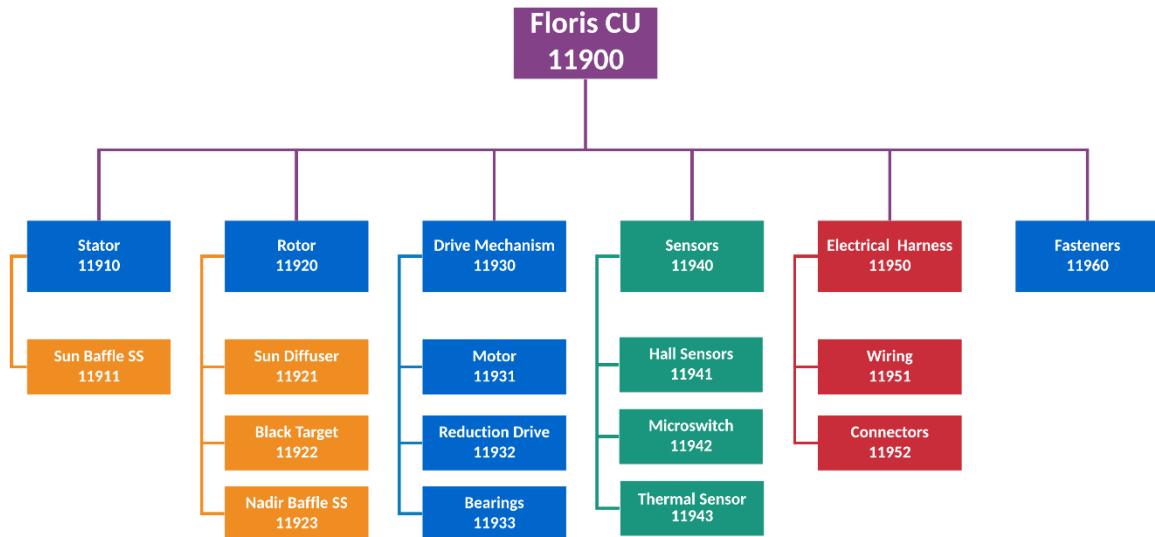 Floris CU
11900
Stator
11910
Rotor
11920
Drive Mechanism
11930
Sensors
11940
Electrical Harness
11950
Fasteners
11960
Sun Baffle SS
11911
Sun Diffuser
11921
Motor
11931
Hall Sensors
11941
Wiring
11951
Black Target
11922
Reduction Drive
11932
Microswitch
11942
Connectors
11952
Nadir Baffle SS
11923
Bearings
11933
Thermal Sensor
11943